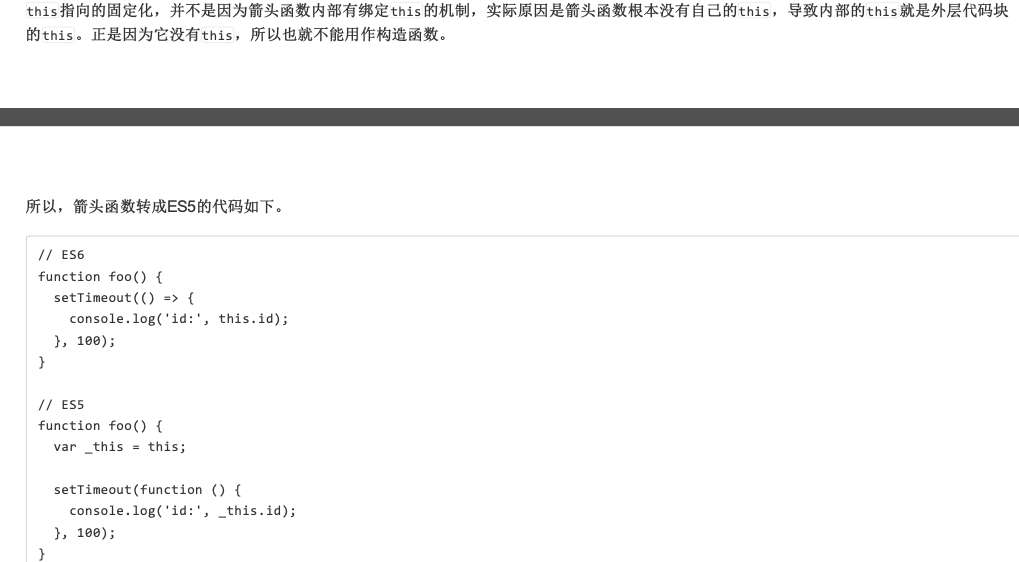 this指向的固定化，并不是因为箭头函数内部有绑定this的机制，实际原因是箭头函数根本没有自己的this，导致内部的this就是外层代码块
的this。正是因为它没有this，所以也就不能用作构造函数。
所以，箭头函数转成ES5的代码如下。
// ES6
function foo() {
  setTimeout(() => {
    console.log('id:', this.id);
  }, 100);
}
// ES5
function foo() {
  var _this = this;
  setTimeout(function () {
    console.log('id:', _this.id);
  }, 100);
}